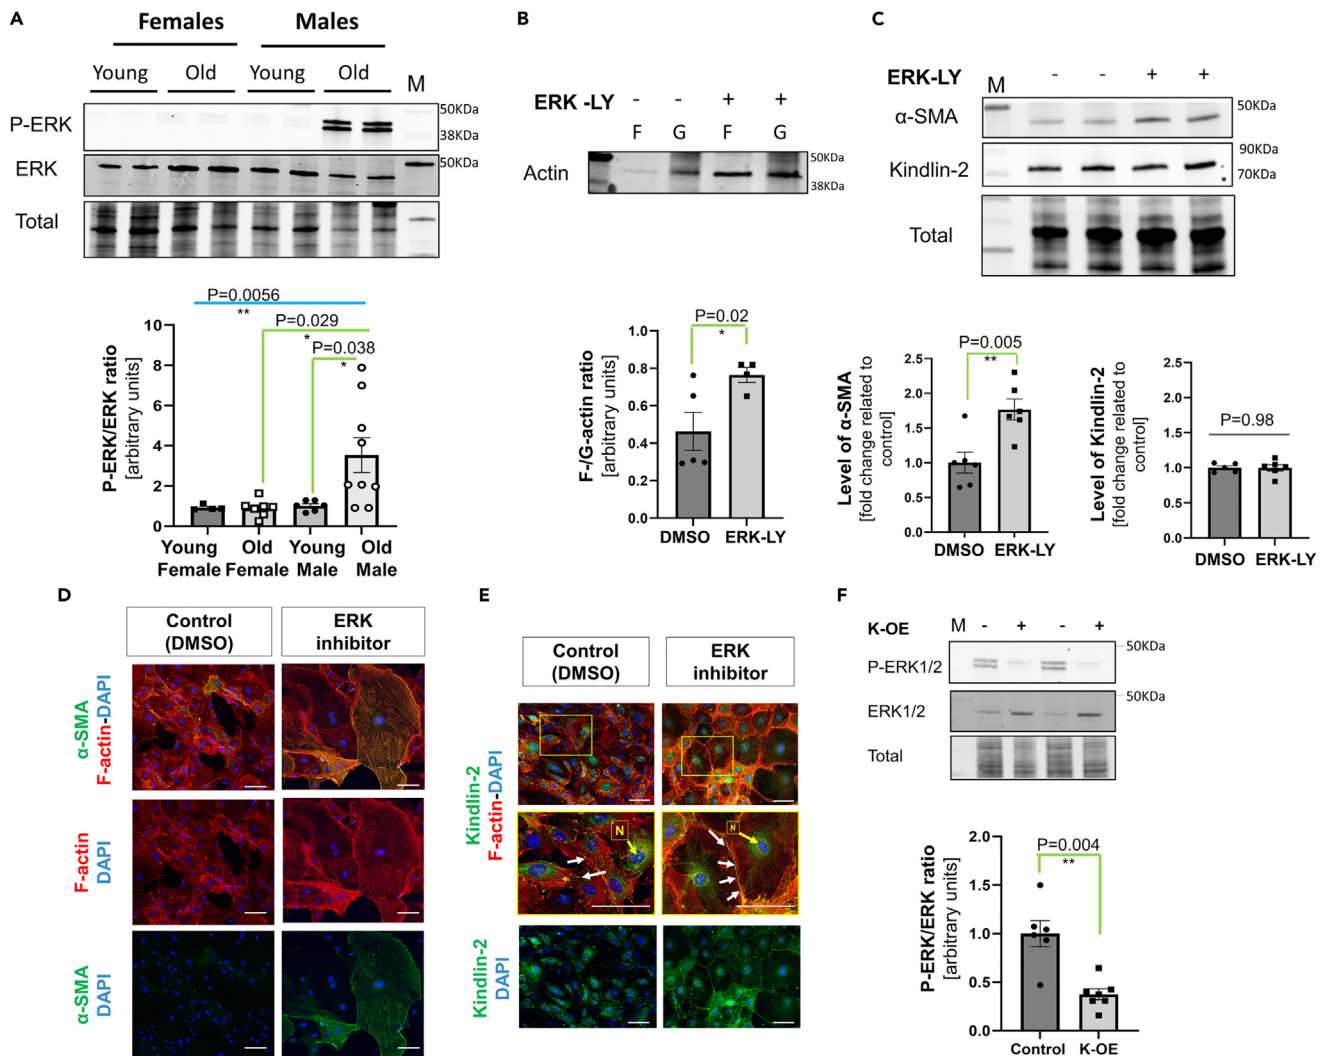 A
Females Males
Young Old Young Old M
P-ERK
50KDa
38KDa
ERK
50KDa
Total
P=0.0056
**
P=0.029
*
P=0.038
*
P-ERK/ERK ratio
[arbitrary units]
10
8
6
4
2
0
Young Old Young Old
Female Female Male Male
B
ERK -LY - - + +
F G F G
Actin
50KDa
38KDa
P=0.02
*
F-/G-actin ratio
[arbitrary units]
1.0
0.8
0.6
0.4
0.2
0.0
DMSO ERK-LY
C
ERK-LY M - - + +
α-SMA
50KDa
Kindlin-2
90KDa
70KDa
Total
P=0.005
**
Level of α-SMA
[fold change related to
control]
2.5
2.0
1.5
1.0
0.5
0.0
DMSO ERK-LY
P=0.98
Level of Kindlin-2
[fold change related to
control]
2.5
2.0
1.5
1.0
0.5
0.0
DMSO ERK-LY
D
Control
(DMSO)
ERK
inhibitor
α-SMA
F-actin-DAPI
F-actin
DAPI
α-SMA
DAPI
E
Control
(DMSO)
ERK
inhibitor
Kindlin-2
F-actin-DAPI
N
N
Kindlin-2
DAPI
F
K-OE M - + - +
50KDa
P-ERK1/2
50KDa
ERK1/2
Total
P=0.004
**
P-ERK/ERK ratio
[arbitrary units]
2.0
1.5
1.0
0.5
0.0
Control K-OE